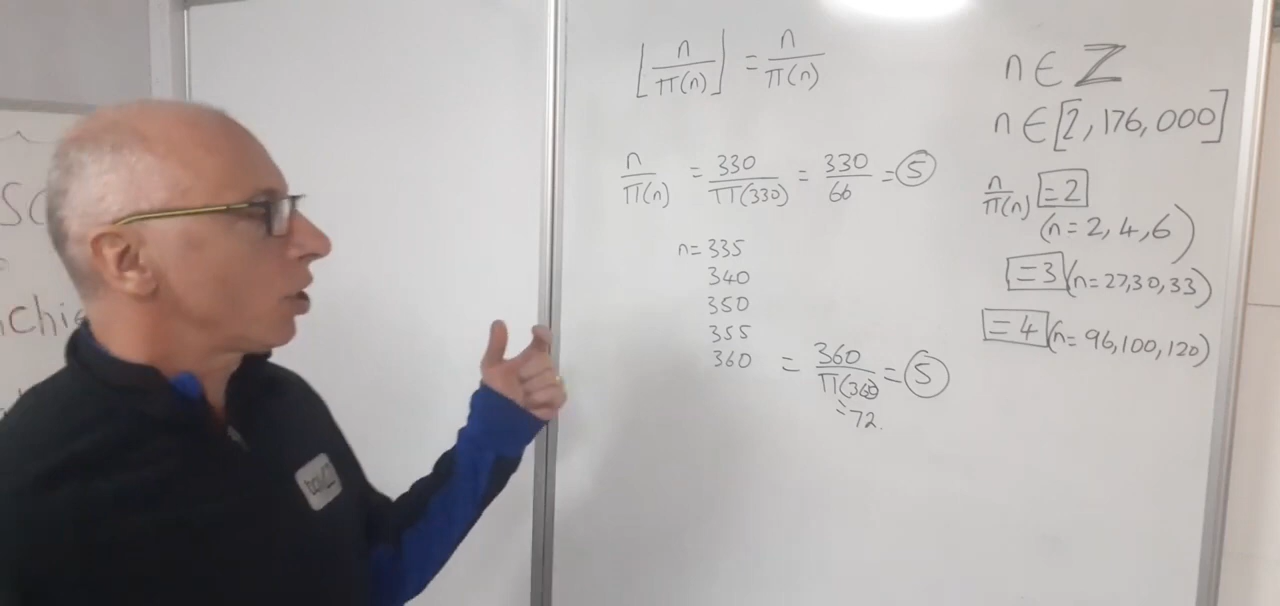 ⌊n/π(n)⌋ = n/π(n)
n/π(n) = 330/π(330) = 330/66 = 5
n = 335
340
350
355
360 = 360/π(360) = 5
= 72.
n ∈ ℤ
n ∈ [2, 176,000]
n/π(n) = 2
(n = 2, 4, 6)
= 3 (n = 27, 30, 33)
= 4 (n = 96, 100, 120)